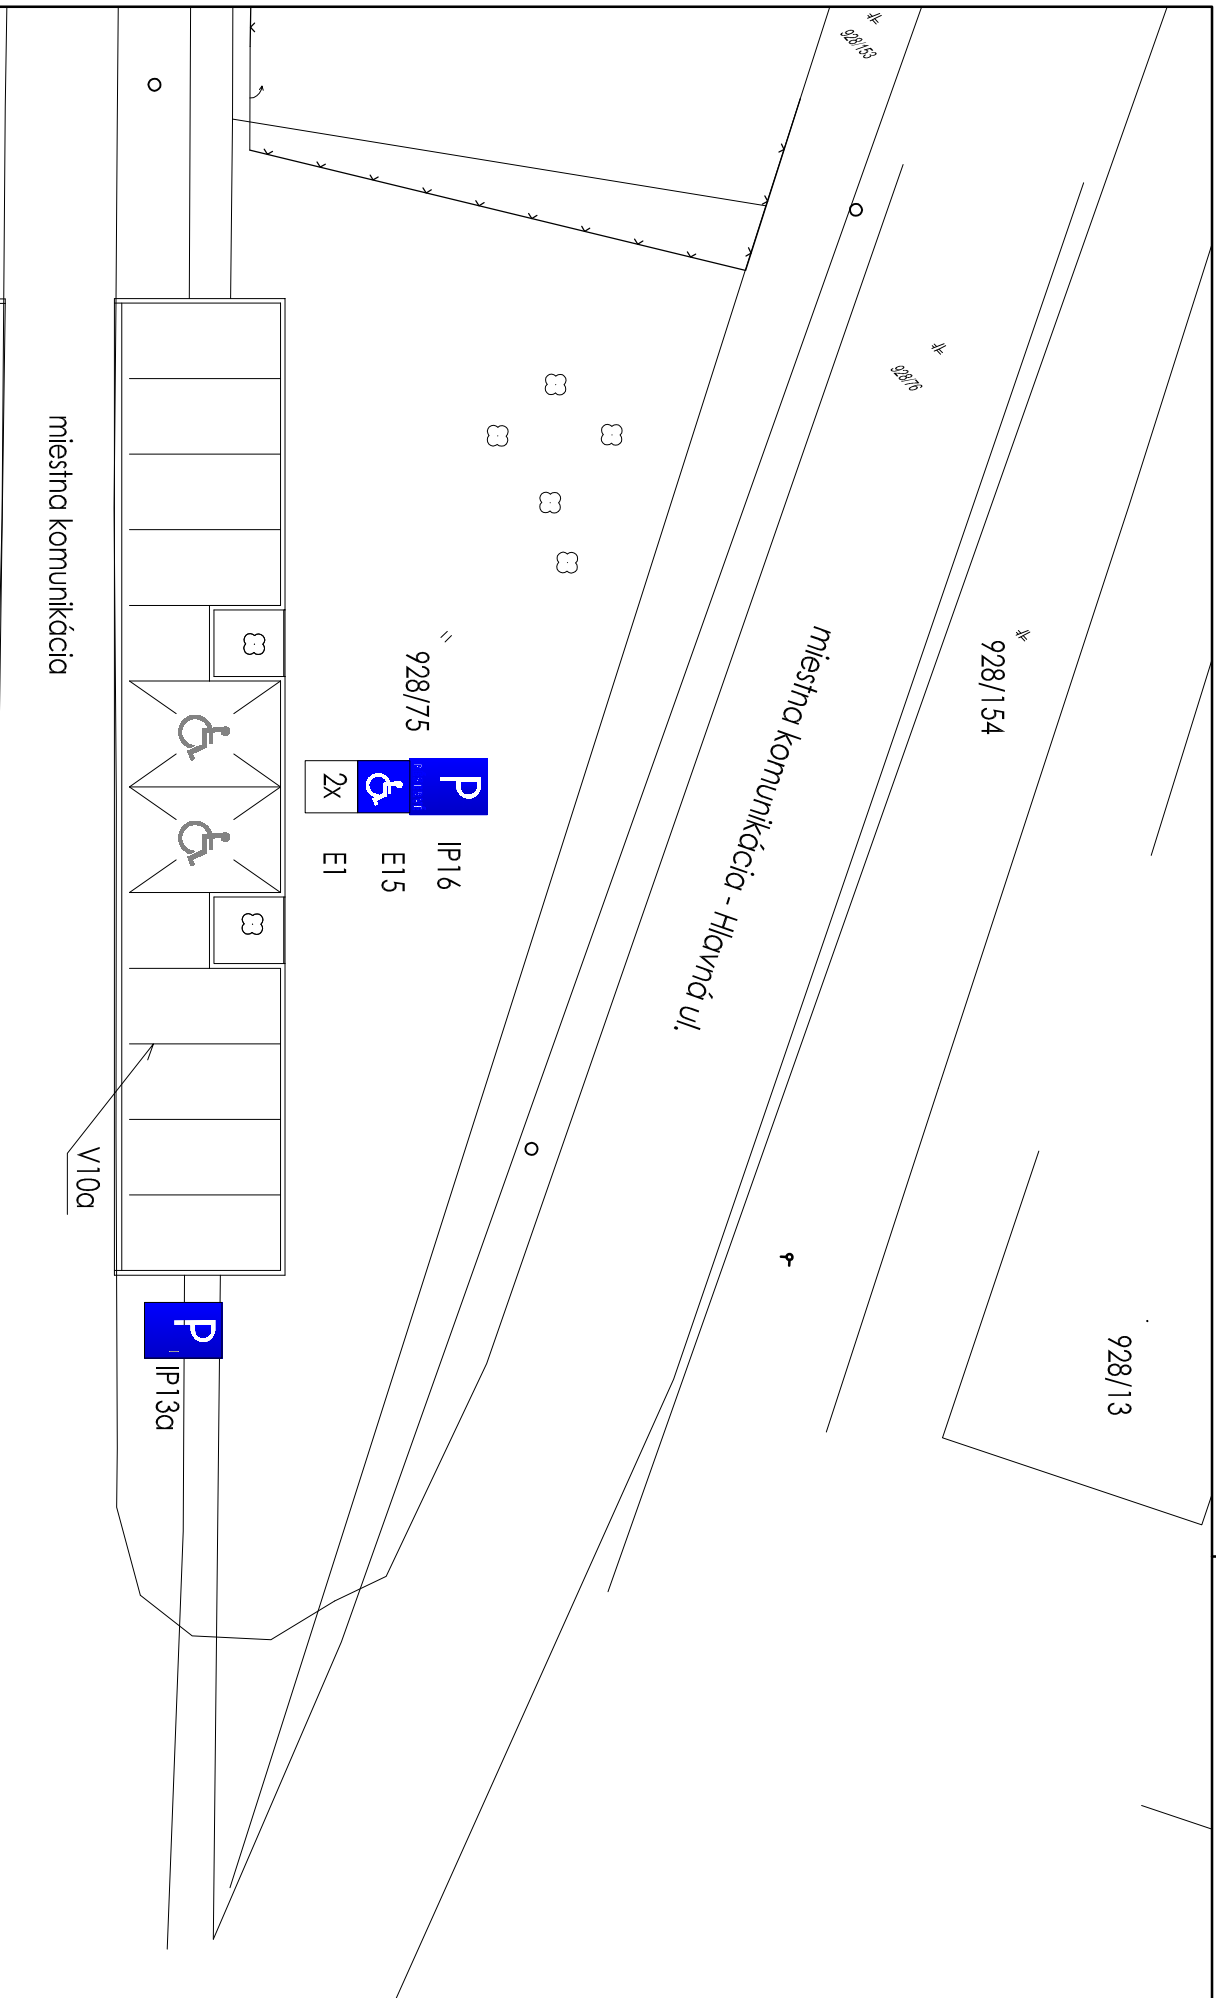 928/153
928/76
928/154
miestna komunikácia - Hlavná ul.
928/13
928/75
P
2x
IP16
E15
E1
miestna komunikácia
V10a
P
IP13a